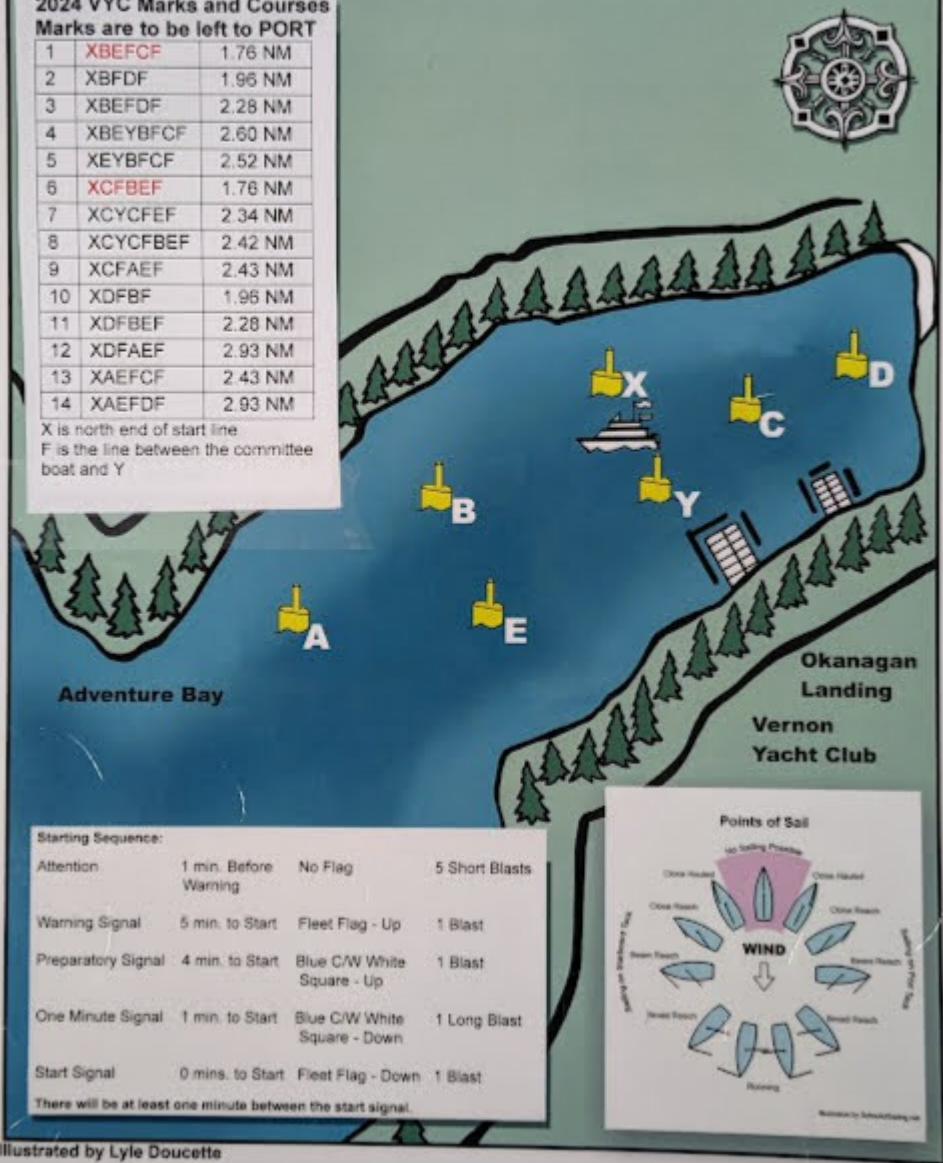 2024 VYC Marks and Courses
Marks are to be left to PORT
1 XBEFCF 1.76 NM
2 XBFDF 1.96 NM
3 XBEFDF 2.28 NM
4 XBEYBFCF 2.60 NM
5 XEYBFCF 2.52 NM
6 XCFBEF 1.76 NM
7 XCYCFEF 2.34 NM
8 XCYCFBEF 2.42 NM
9 XCFAEF 2.43 NM
10 XDFBF 1.96 NM
11 XDFBEF 2.28 NM
12 XDFAEF 2.93 NM
13 XAEFCF 2.43 NM
14 XAEFDF 2.93 NM
X is north end of start line
F is the line between the committee
boat and Y
X
D
C
B
Y
A
E
Adventure Bay
Okanagan
Landing
Vernon
Yacht Club
Starting Sequence:
Attention 1 min. Before No Flag 5 Short Blasts
Warning
Warning Signal 5 min. to Start Fleet Flag - Up 1 Blast
Preparatory Signal 4 min. to Start Blue C/W White 1 Blast
Square - Up
One Minute Signal 1 min. to Start Blue C/W White 1 Long Blast
Square - Down
Start Signal 0 mins. to Start Fleet Flag - Down 1 Blast
There will be at least one minute between the start signal.
Points of Sail
No Sailing Possible
Close Hauled Close Hauled
Close Reach Close Reach
WIND
Beam Reach Beam Reach
Broad Reach Broad Reach
Running
Illustrated by Lyle Doucette